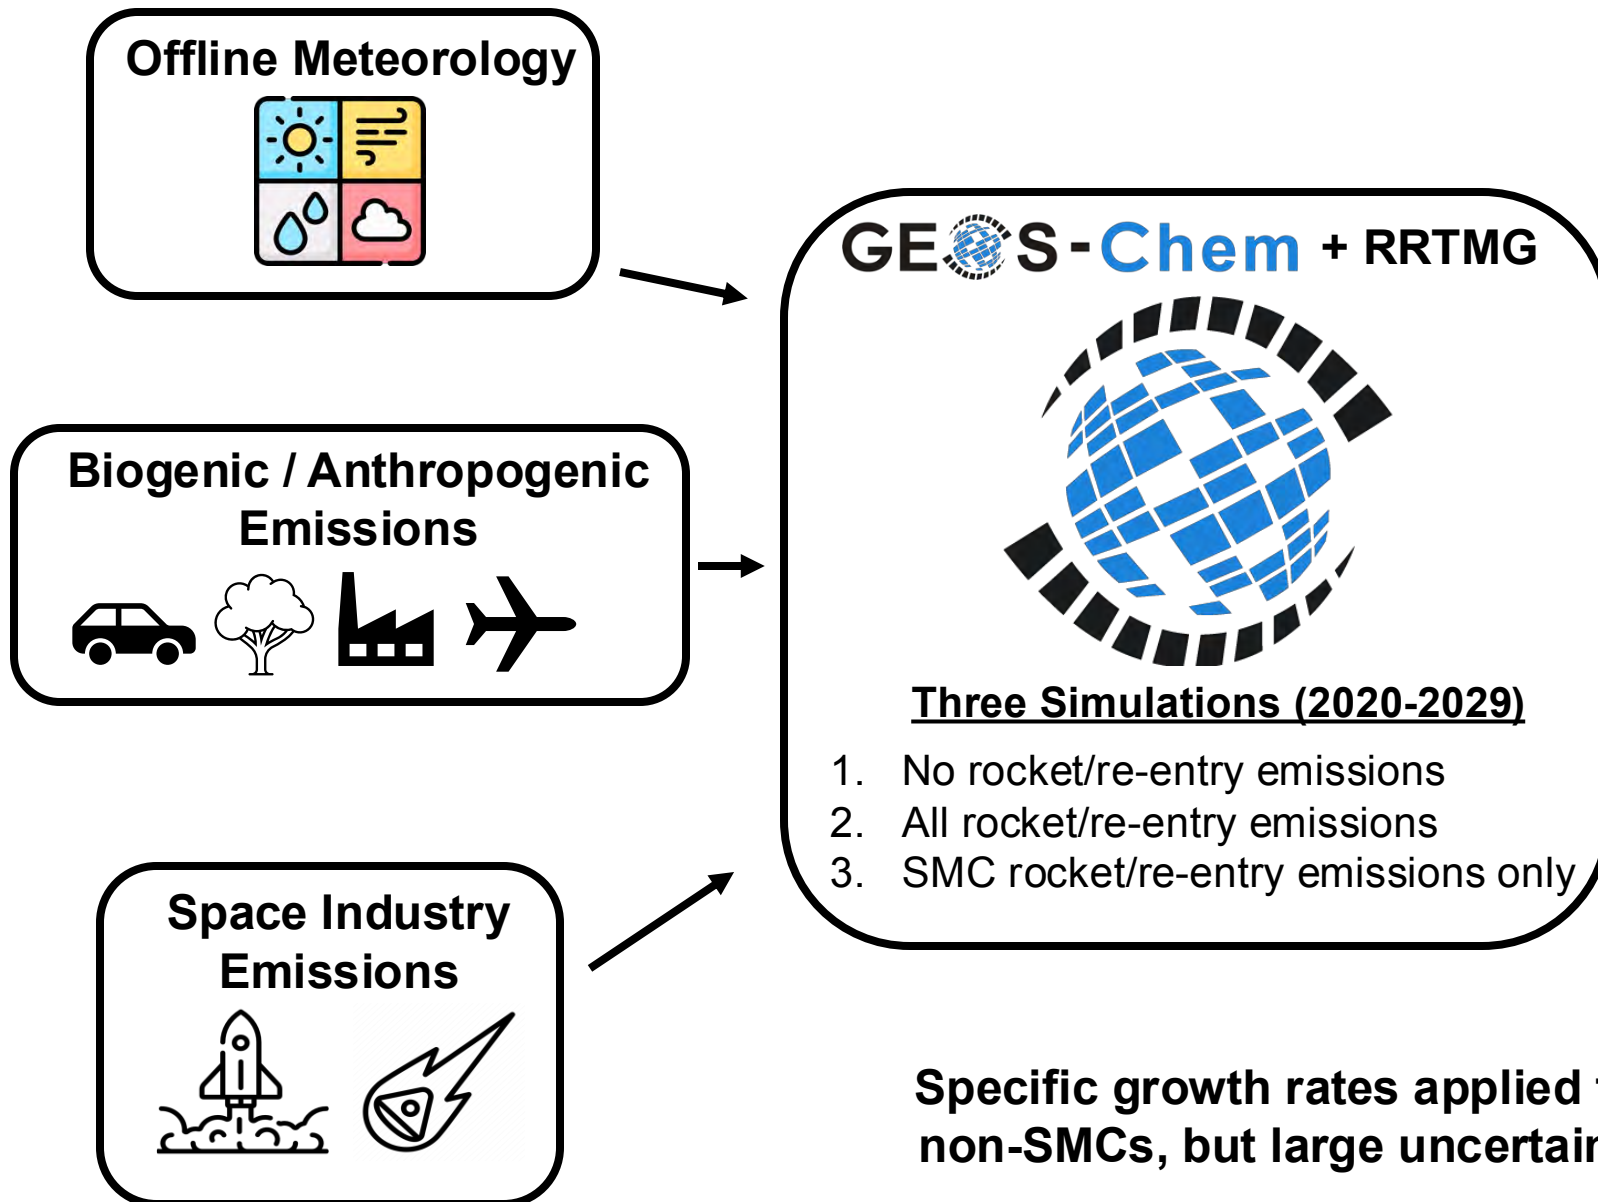 Offline Meteorology
Biogenic / Anthropogenic
Emissions
Space Industry
Emissions
GEOS-Chem + RRTMG
Three Simulations (2020-2029)
1. No rocket/re-entry emissions
2. All rocket/re-entry emissions
3. SMC rocket/re-entry emissions only
Specific growth rates applied
non-SMCs, but large